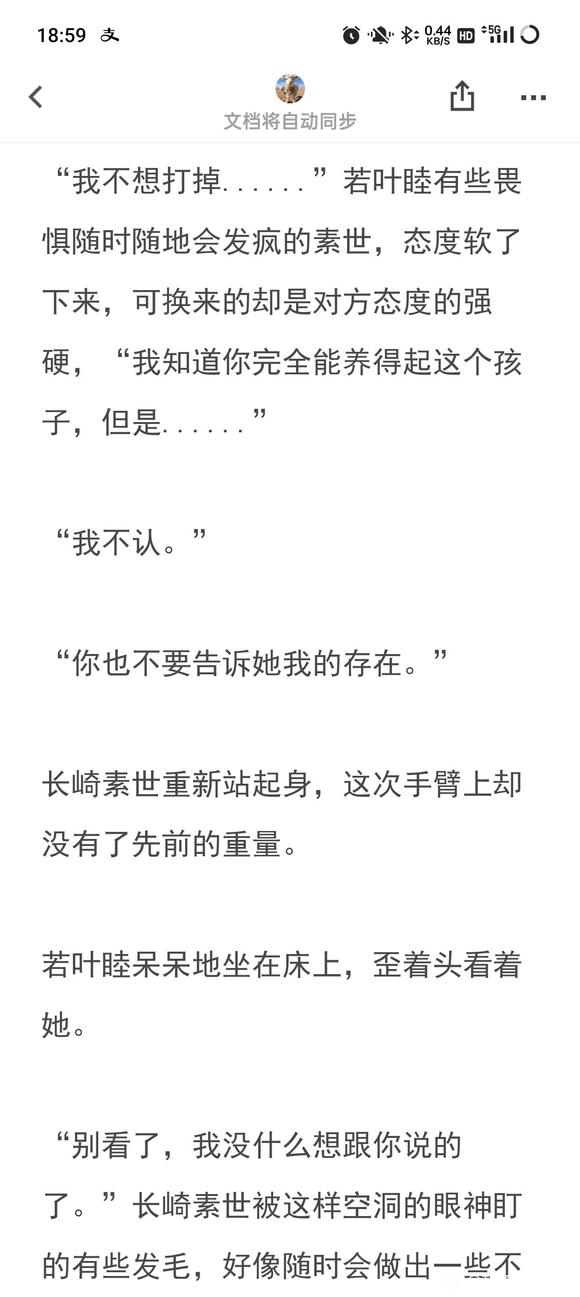 18:59 支 0.44 KB/S HD 5G
文档将自动同步
“我不想打掉......”若叶睦有些畏
惧随时随地会发疯的素世，态度软了
下来，可换来的却是对方态度的强
硬，“我知道你完全能养得起这个孩
子，但是......”
“我不认。”
“你也不要告诉她我的存在。”
长崎素世重新站起身，这次手臂上却
没有了先前的重量。
若叶睦呆呆地坐在床上，歪着头看着
她。
“别看了，我没什么想跟你说的
了。”长崎素世被这样空洞的眼神盯
的有些发毛，好像随时会做出一些不